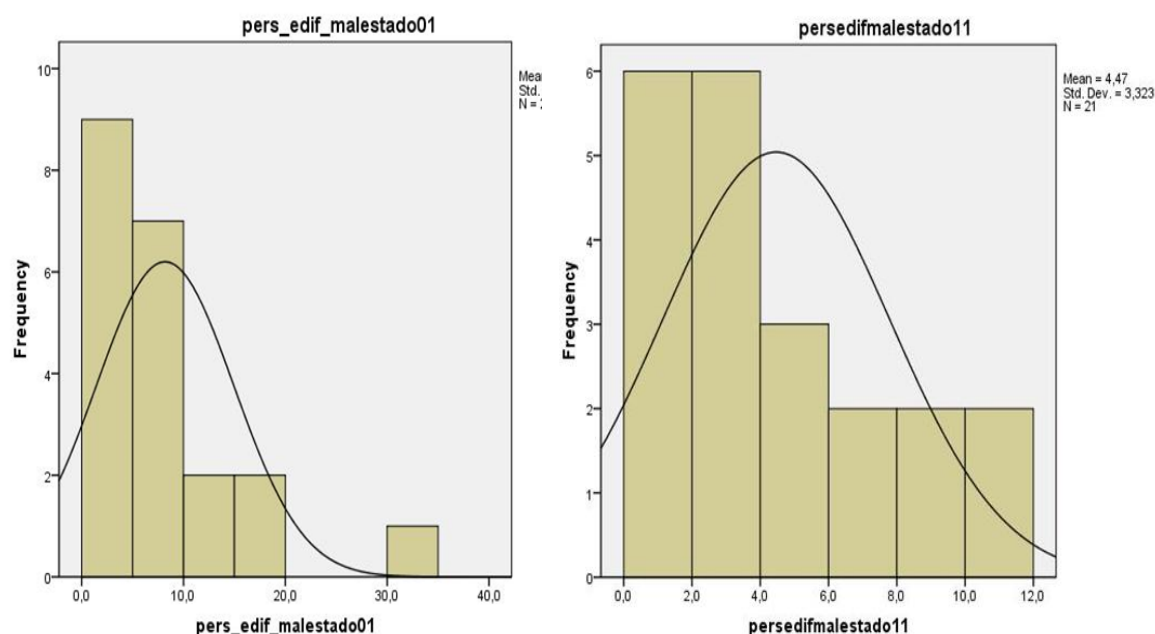 pers_edif_malestado01
10
8
6
4
2
0
Frequency
0,0
10,0
20,0
30,0
40,0
pers_edif_malestado01
Std.
N =
persedifmalestado11
6
5
4
3
2
1
0
Frequency
0,0
2,0
4,0
6,0
8,0
10,0
12,0
persedifmalestado11
Mean = 4,47
Std. Dev. = 3,323
N = 21